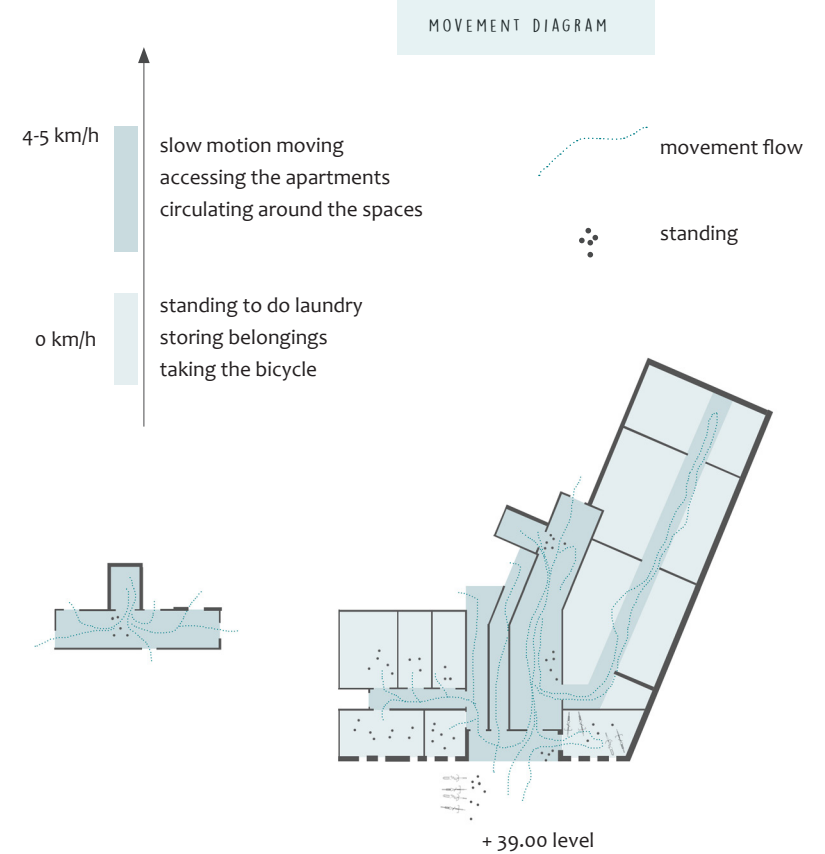 MOVEMENT DIAGRAM
4-5 km/h
slow motion moving
accessing the apartments
circulating around the spaces
movement flow
standing
0 km/h
standing to do laundry
storing belongings
taking the bicycle
+ 39.00 level